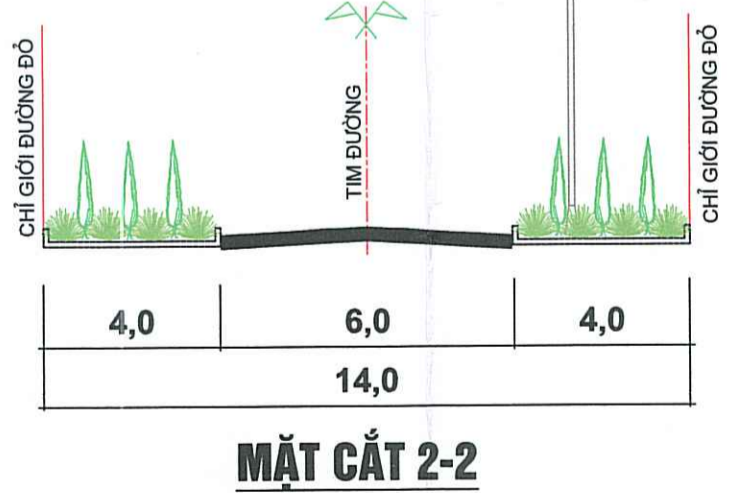 CHỈ GIỚI ĐƯỜNG ĐỎ
TIM ĐƯỜNG
CHỈ GIỚI ĐƯỜNG ĐỎ
4,0
6,0
4,0
14,0
MẶT CẮT 2-2